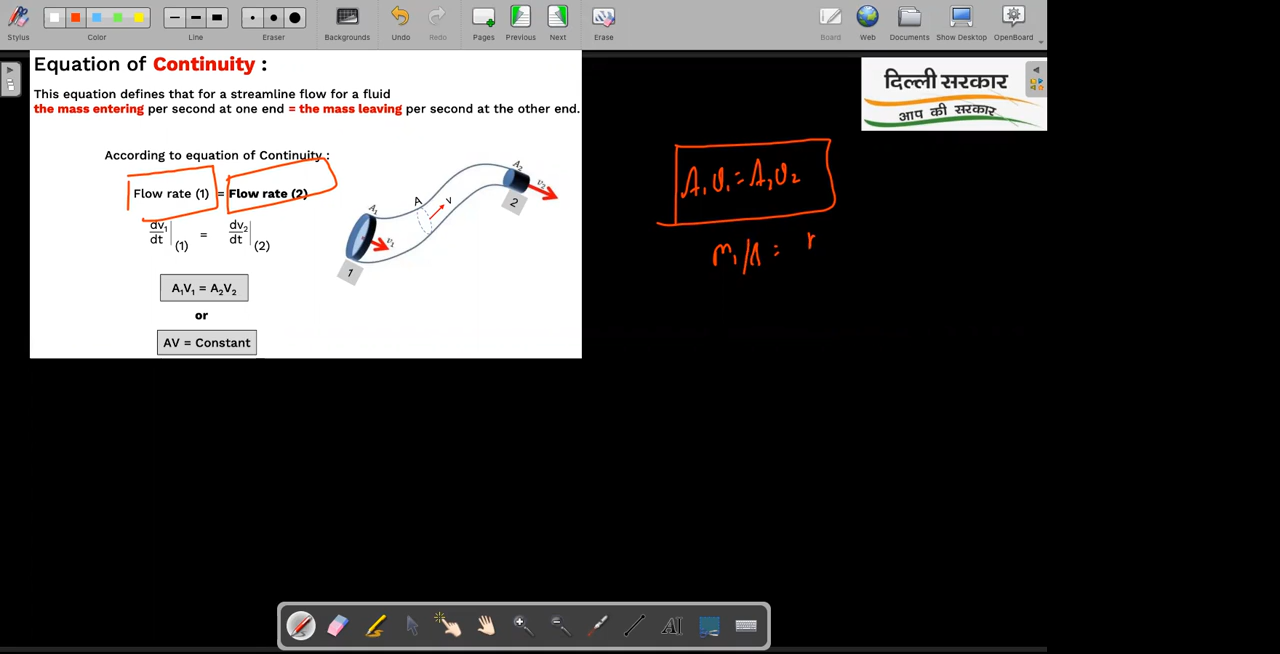 Stylus
Color
Line
Eraser
Backgrounds
Undo
Redo
Pages
Previous
Next
Erase
Board
Web
Documents
Show Desktop
OpenBoard
Equation of Continuity :
This equation defines that for a streamline flow for a fluid
the mass entering per second at one end = the mass leaving per second at the other end.
According to equation of Continuity :
Flow rate (1) = Flow rate (2)
dv₁/dt|(1) = dv₂/dt|(2)
A₁V₁ = A₂V₂
or
AV = Constant
A₁
v₁
1
A
v
A₂
v₂
2
A₁v₁ = A₂v₂
m₁/s =
दिल्ली सरकार
आप की सरकार
AI